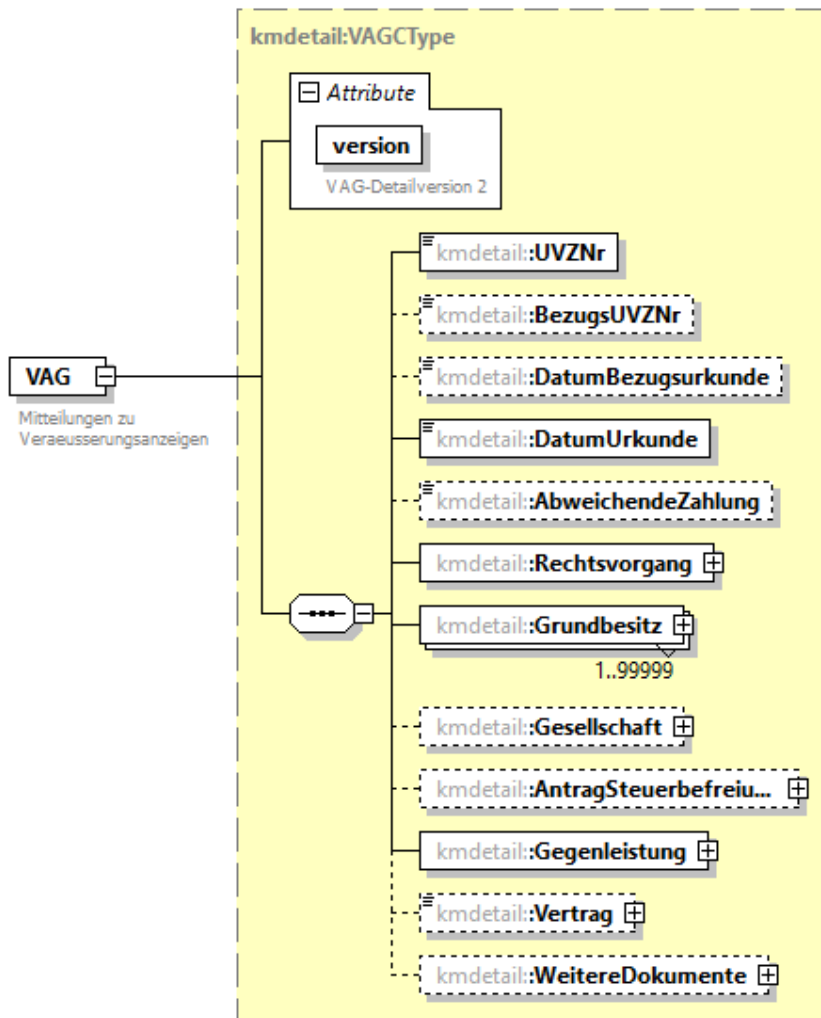 kmdetail:VAGCType
Attribute
version
VAG-Detailversion 2
kmdetail::UVZNr
kmdetail::BezugsUVZNr
kmdetail::DatumBezugsurkunde
VAG
Mitteilungen zu
Veraeusserungsanzeigen
kmdetail::DatumUrkunde
kmdetail::AbweichendeZahlung
kmdetail::Rechtsvorgang
kmdetail::Grundbesitz
1..99999
kmdetail::Gesellschaft
kmdetail::AntragSteuerbefreiu...
kmdetail::Gegenleistung
kmdetail::Vertrag
kmdetail::WeitereDokumente